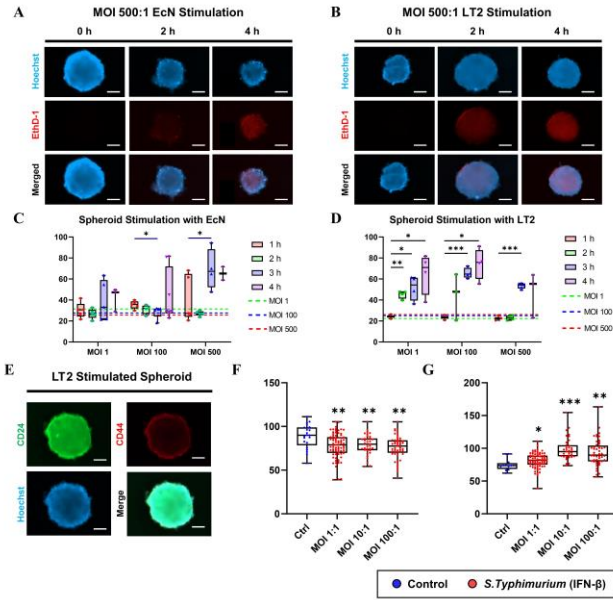 A
MOI 500:1 EcN Stimulation
0 h
2 h
4 h
Hoechst
EthD-1
Merged
B
MOI 500:1 LT2 Stimulation
0 h
2 h
4 h
Hoechst
EthD-1
Merged
C
Spheroid Stimulation with EcN
100
80
60
40
20
0
*
*
MOI 1
MOI 100
MOI 500
1 h
2 h
3 h
4 h
MOI 1
MOI 100
MOI 500
D
Spheroid Stimulation with LT2
100
80
60
40
20
0
**
*
*
***
*
***
MOI 1
MOI 100
MOI 500
1 h
2 h
3 h
4 h
MOI 1
MOI 100
MOI 500
E
LT2 Stimulated Spheroid
CD24
CD44
Hoechst
Merge
F
150
100
50
0
**
**
**
Ctrl
MOI 1:1
MOI 10:1
MOI 100:1
G
200
150
100
50
0
*
***
**
Ctrl
MOI 1:1
MOI 10:1
MOI 100:1
Control
S.Typhimurium (IFN-β)